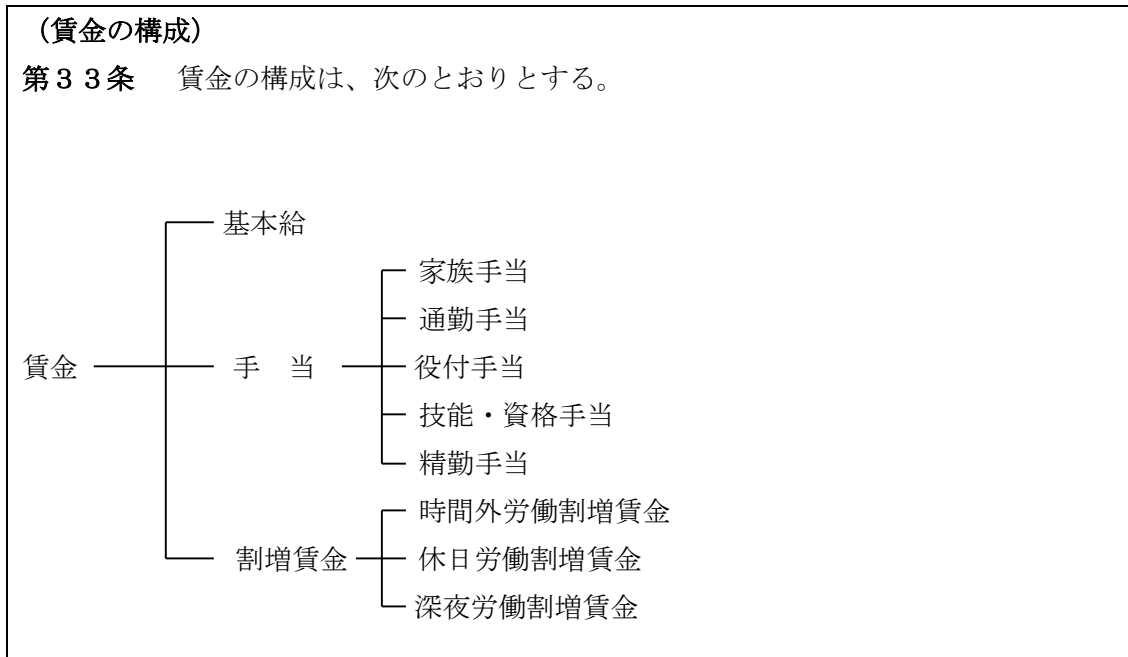 （賃金の構成）
第３３条　賃金の構成は、次のとおりとする。
基本給
家族手当
通勤手当
賃金　手　当　役付手当
技能・資格手当
精勤手当
時間外労働割増賃金
割増賃金　休日労働割増賃金
深夜労働割増賃金